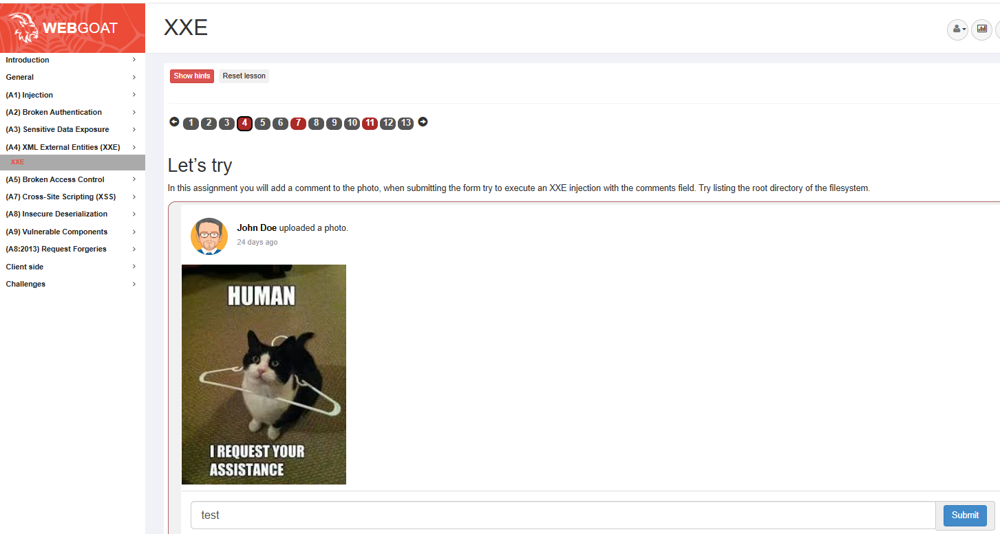 WEBGOAT
XXE
Introduction
General
(A1) Injection
(A2) Broken Authentication
(A3) Sensitive Data Exposure
(A4) XML External Entities (XXE)
XXE
(A5) Broken Access Control
(A7) Cross-Site Scripting (XSS)
(A8) Insecure Deserialization
(A9) Vulnerable Components
(A8:2013) Request Forgeries
Client side
Challenges
Show hints Reset lesson
1 2 3 4 5 6 7 8 9 10 11 12 13
Let’s try
In this assignment you will add a comment to the photo, when submitting the form try to execute an XXE injection with the comments field. Try listing the root directory of the filesystem.
John Doe uploaded a photo.
24 days ago
HUMAN
I REQUEST YOUR
ASSISTANCE
test Submit